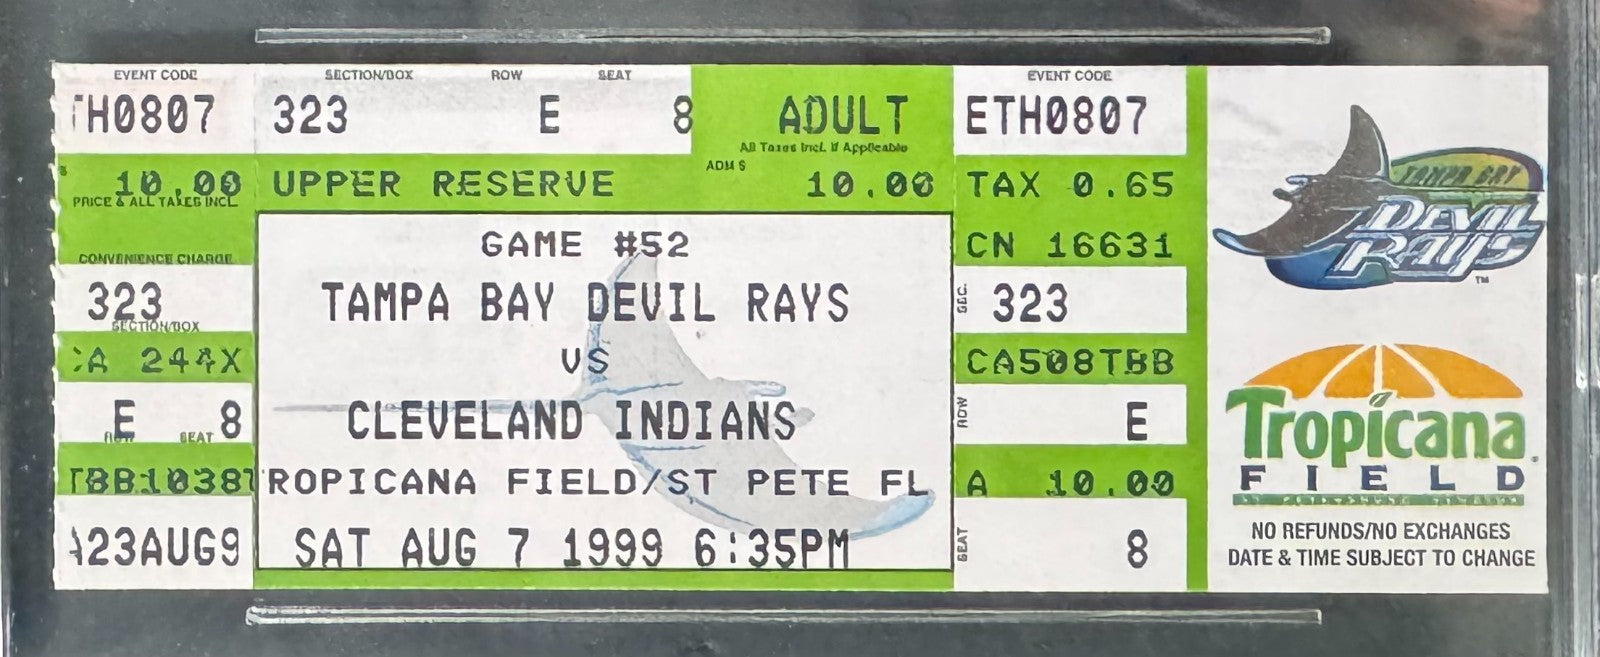 EVENT CODE
TH0807
10.00
PRICE & ALL TAXES INCL.
CONVENIENCE CHARGE
323
SECTION/BOX
CA 244X
E 8
ROW SEAT
TBB1038
A23AUG9
SECTION/BOX ROW SEAT
323 E 8
ADULT
All Taxes Incl. If Applicable
ADM $
UPPER RESERVE 10.00
GAME #52
TAMPA BAY DEVIL RAYS
VS
CLEVELAND INDIANS
TROPICANA FIELD/ST PETE FL
SAT AUG 7 1999 6:35PM
EVENT CODE
ETH0807
TAX 0.65
CN 16631
SEC. 323
CA508TBB
ROW E
A 10.00
SEAT 8
TAMPA BAY
DEVIL
RAYS
TM
Tropicana
FIELD
NO REFUNDS/NO EXCHANGES
DATE & TIME SUBJECT TO CHANGE